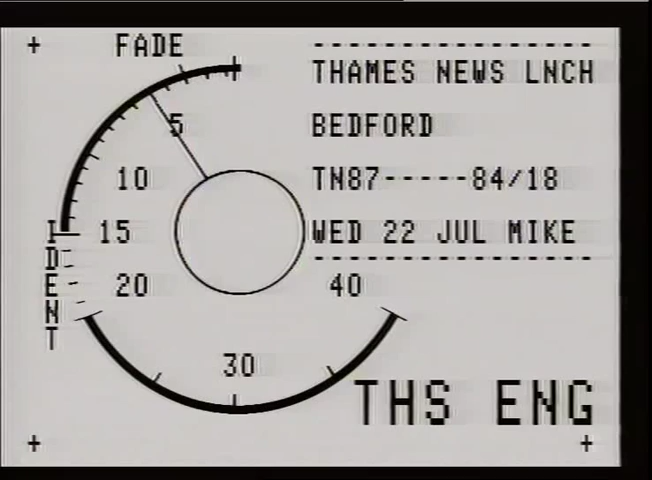 FADE
THAMES NEWS LNCH
BEDFORD
TN87-----84/18
WED 22 JUL MIKE
5
10
15
20
30
40
IDENT
THS ENG